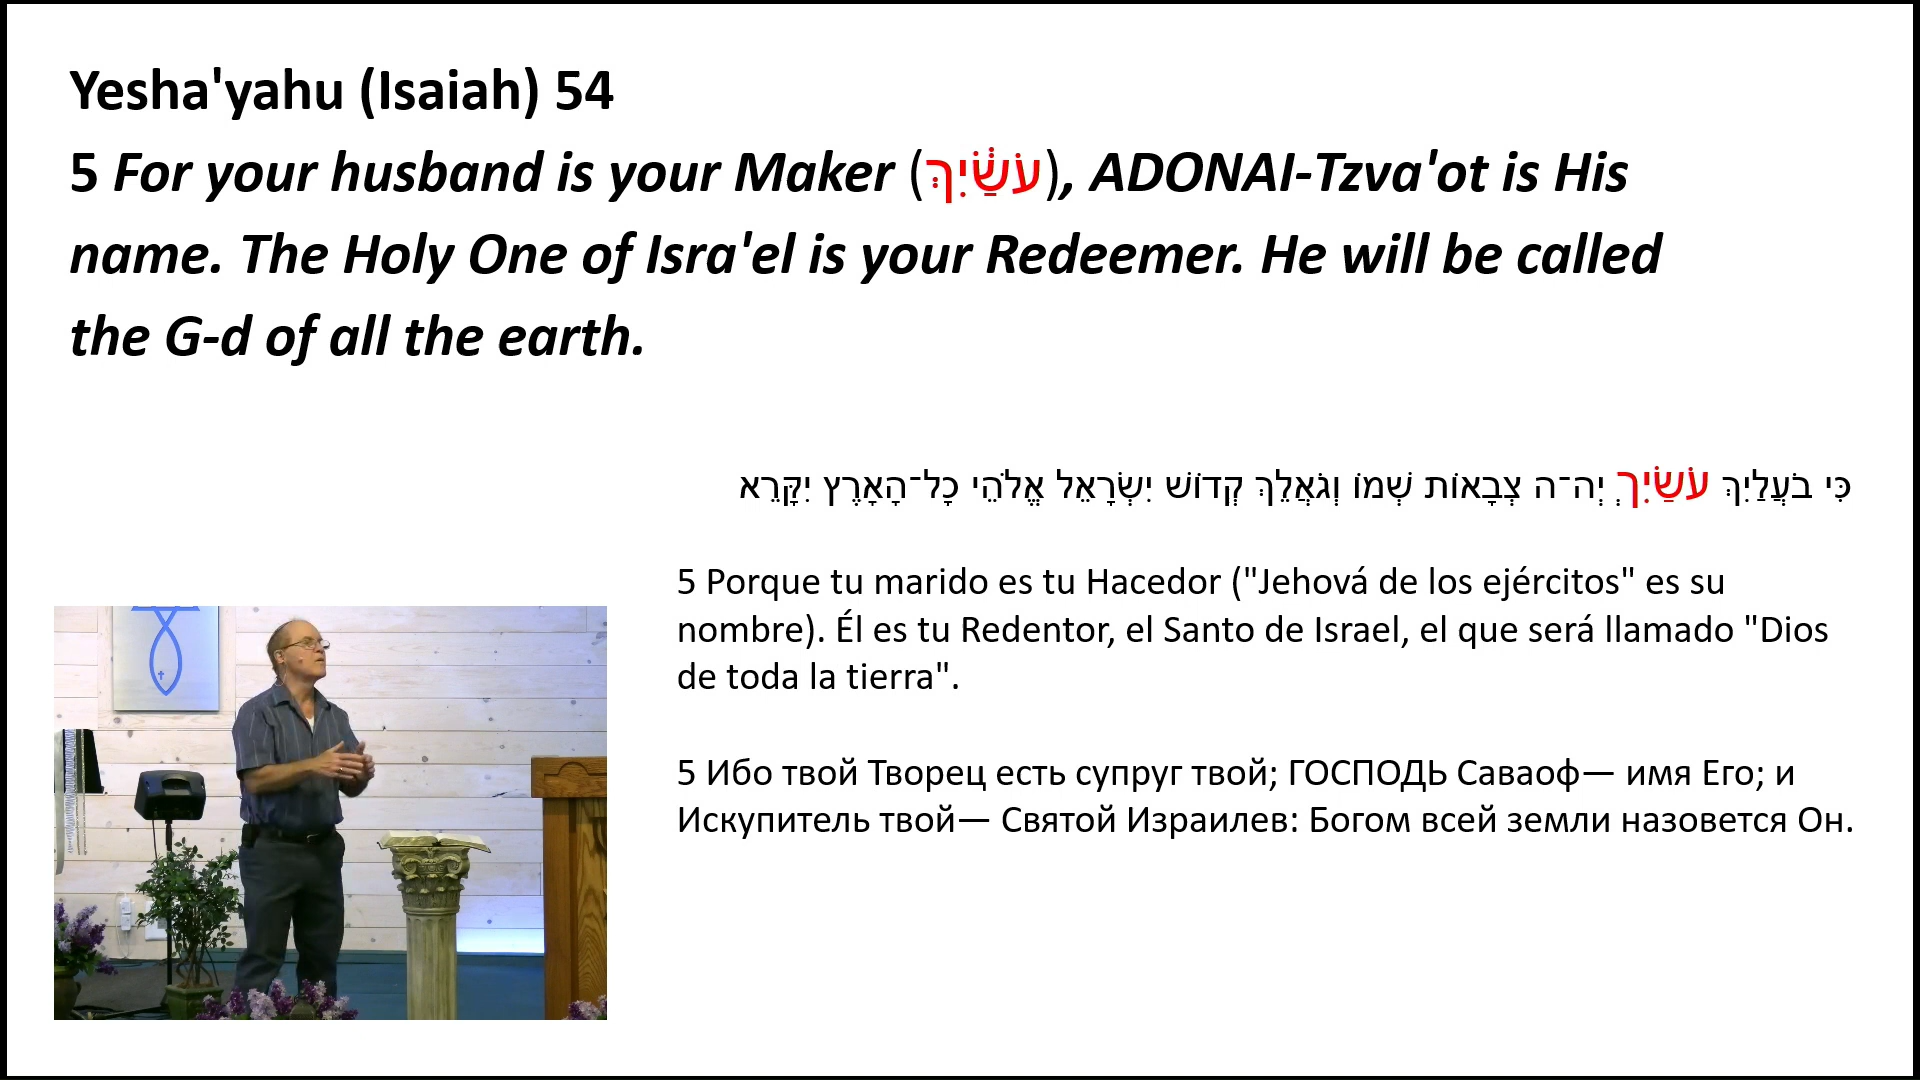 Yesha'yahu (Isaiah) 54
5 For your husband is your Maker (עֹשַׂ֔יִךְ), ADONAI-Tzva'ot is His
name. The Holy One of Isra'el is your Redeemer. He will be called
the G-d of all the earth.
כִּי בֹעֲלַיִךְ עֹשַׂיִךְ יְה־ה צְבָאוֹת שְׁמוֹ וְגֹאֲלֵךְ קְדוֹשׁ יִשְׂרָאֵל אֱלֹהֵי כָל־הָאָרֶץ יִקָּרֵא
5 Porque tu marido es tu Hacedor ("Jehová de los ejércitos" es su
nombre). Él es tu Redentor, el Santo de Israel, el que será llamado "Dios
de toda la tierra".
5 Ибо твой Творец есть супруг твой; ГОСПОДЬ Саваоф— имя Его; и
Искупитель твой— Святой Израилев: Богом всей земли назовется Он.